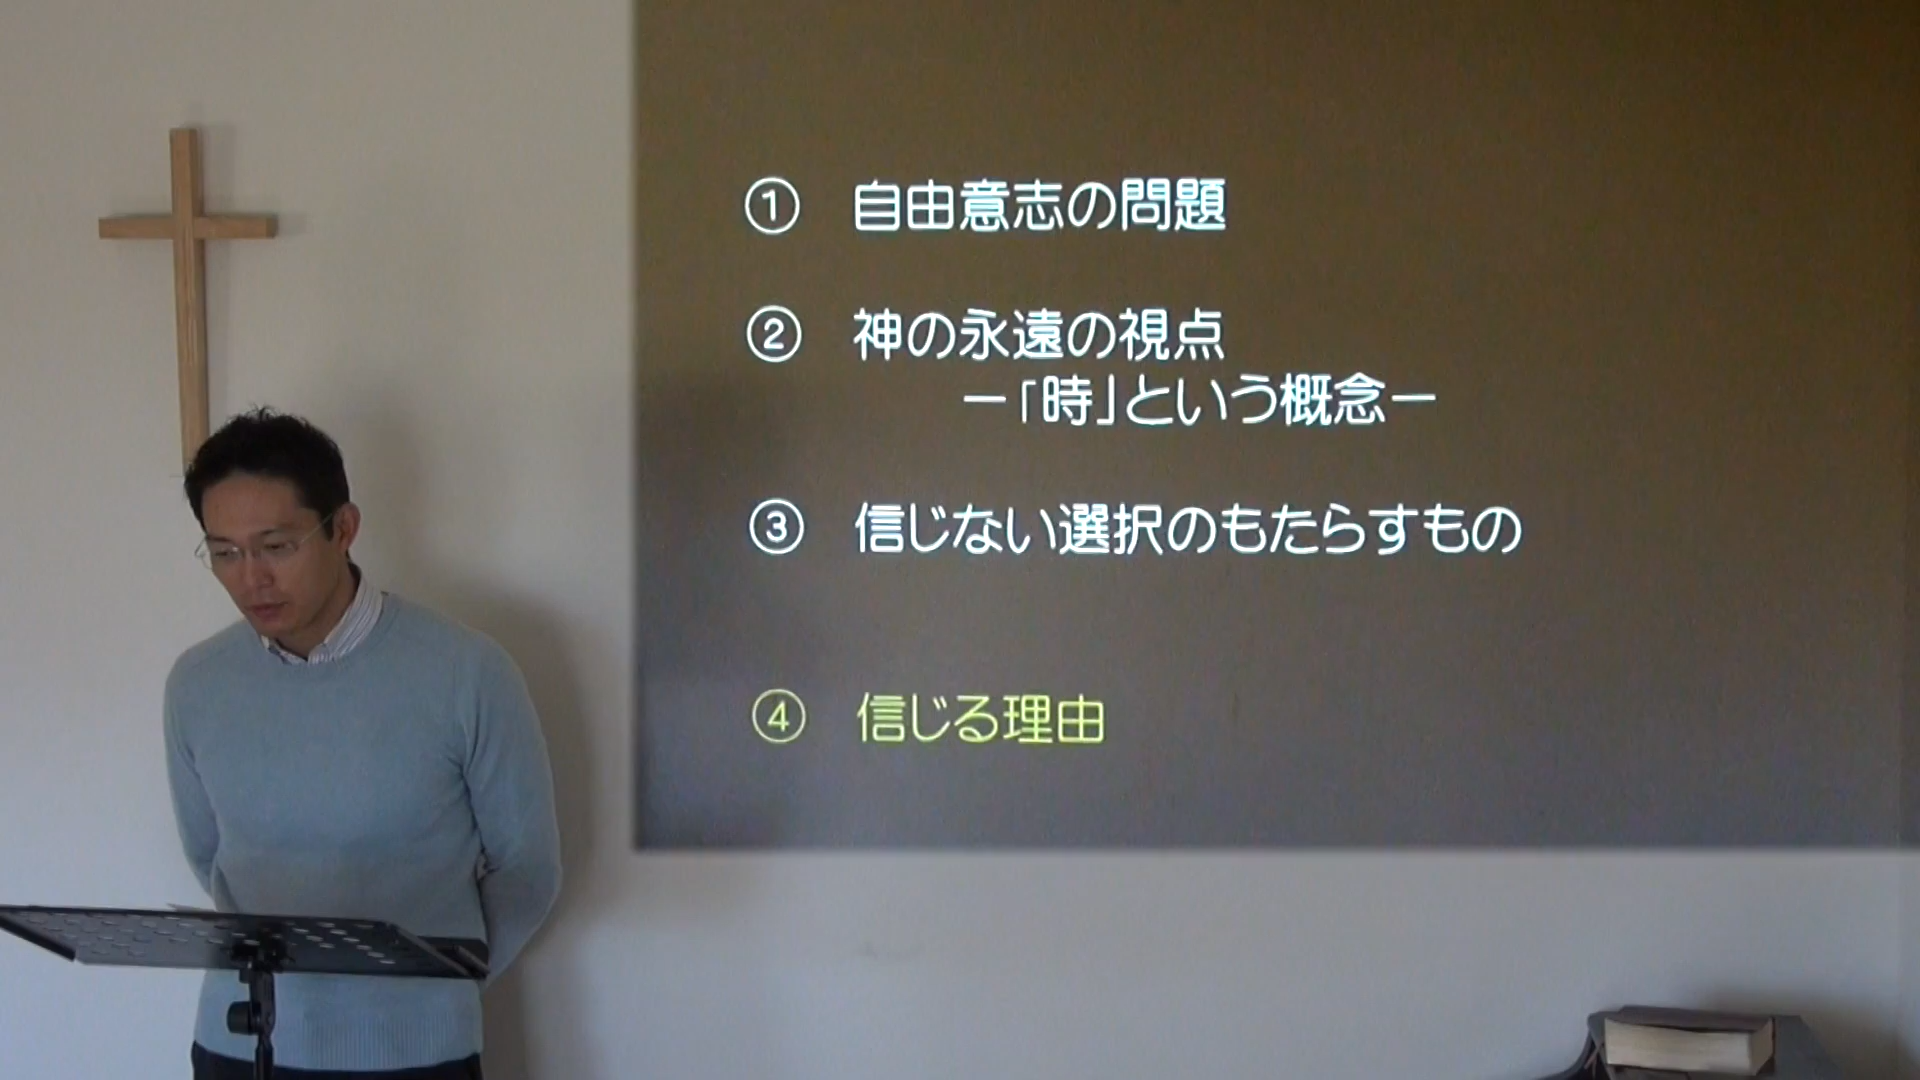 ① 自由意志の問題
② 神の永遠の視点
ー「時」という概念ー
③ 信じない選択のもたらすもの
④ 信じる理由